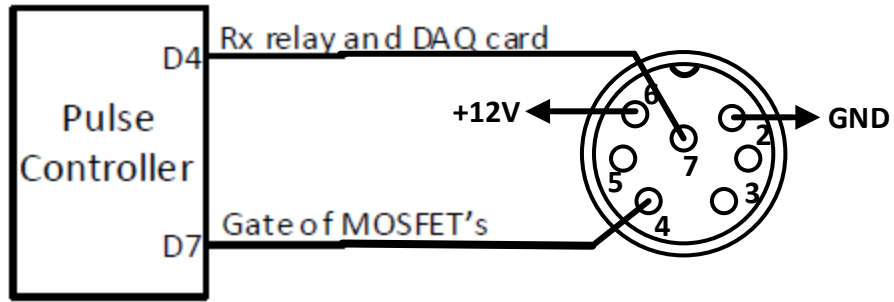 Rx relay and DAQ card
D4
Pulse
Controller
D7
Gate of MOSFET's
+12V
GND
6
2
7
5
3
4